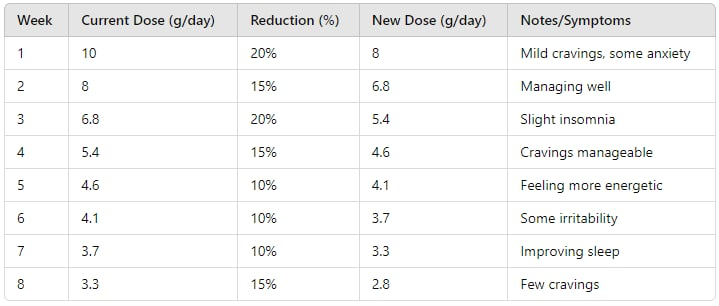 Week Current Dose (g/day) Reduction (%) New Dose (g/day) Notes/Symptoms
1 10 20% 8 Mild cravings, some anxiety
2 8 15% 6.8 Managing well
3 6.8 20% 5.4 Slight insomnia
4 5.4 15% 4.6 Cravings manageable
5 4.6 10% 4.1 Feeling more energetic
6 4.1 10% 3.7 Some irritability
7 3.7 10% 3.3 Improving sleep
8 3.3 15% 2.8 Few cravings